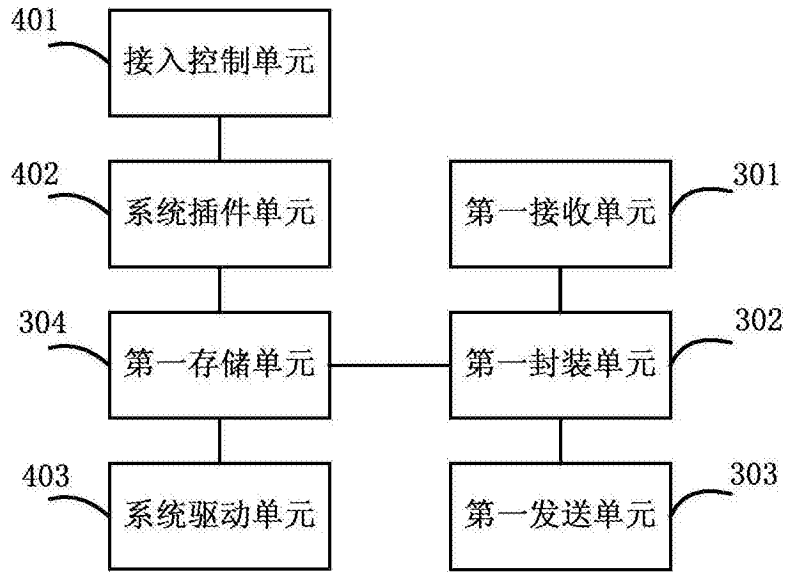 401
接入控制单元
402
系统插件单元
301
第一接收单元
304
第一存储单元
302
第一封装单元
403
系统驱动单元
303
第一发送单元